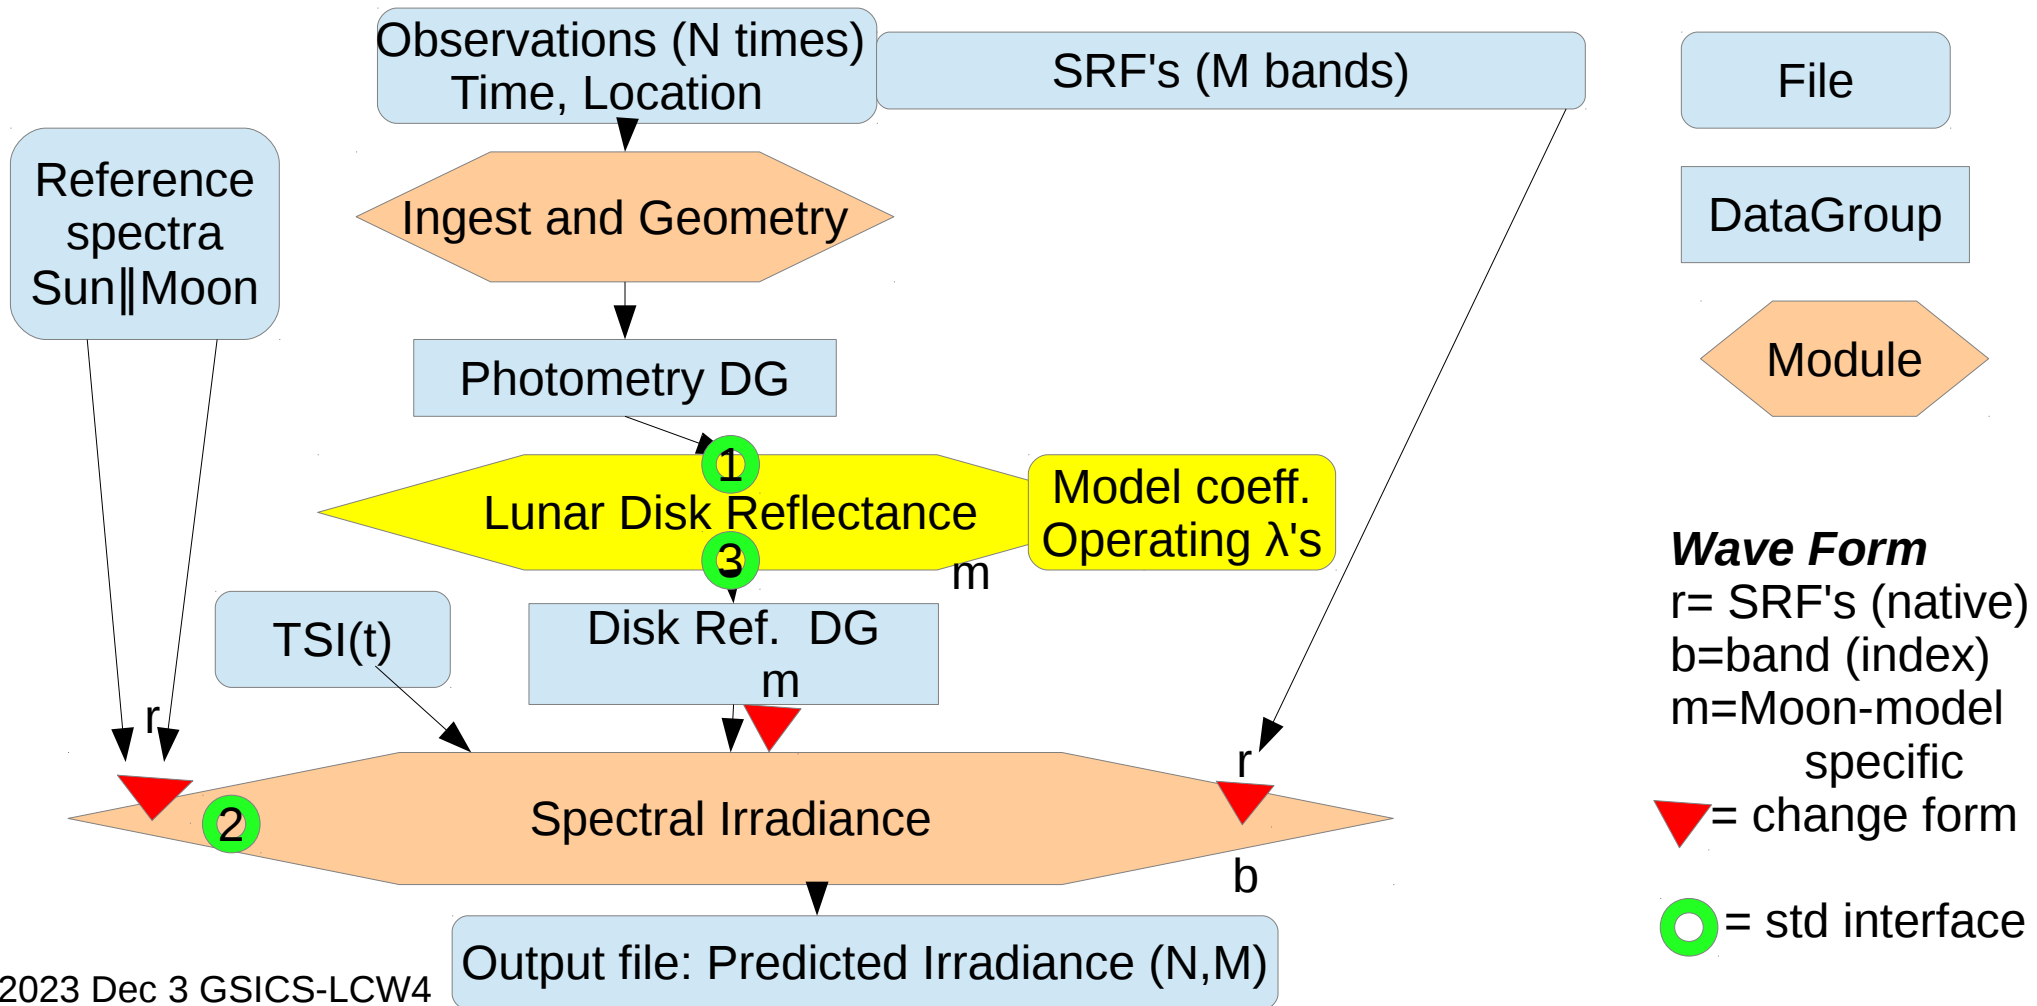 Observations (N times)
Time, Location
SRF's (M bands)
File
Reference
spectra
Sun‖Moon
Ingest and Geometry
DataGroup
Photometry DG
Module
1
Lunar Disk Reflectance
3
m
Model coeff.
Operating λ's
TSI(t)
Disk Ref.  DG
m
Wave Form
r= SRF's (native)
b=band (index)
m=Moon-model
specific
= change form
= std interface
r
r
2
Spectral Irradiance
b
Output file: Predicted Irradiance (N,M)
2023 Dec 3 GSICS-LCW4